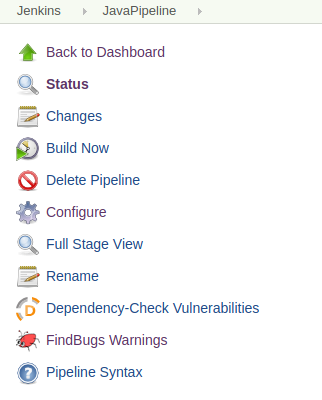 Jenkins JavaPipeline
Back to Dashboard
Status
Changes
Build Now
Delete Pipeline
Configure
Full Stage View
Rename
Dependency-Check Vulnerabilities
FindBugs Warnings
Pipeline Syntax